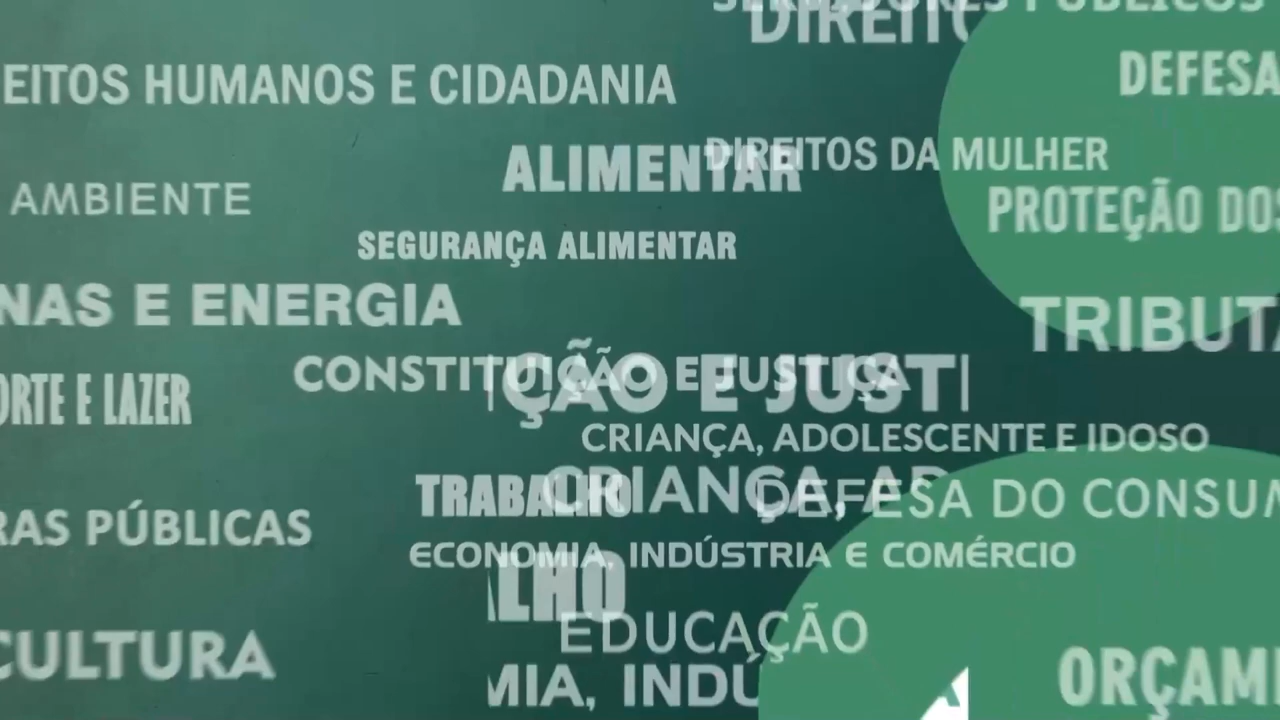 SERVIDORES PÚBLICOS
DIREITO
EITOS HUMANOS E CIDADANIA
DEFESA
ALIMENTAR
DIREITOS DA MULHER
AMBIENTE
PROTEÇÃO DOS
SEGURANÇA ALIMENTAR
NAS E ENERGIA
TRIBUTA
CONSTITUIÇÃO E JUSTIÇA
ÇÃO E JUST
ORTE E LAZER
CRIANÇA, ADOLESCENTE E IDOSO
TRABALHO
CRIANÇA, AD
DEFESA DO CONSUM
RAS PÚBLICAS
ECONOMIA, INDÚSTRIA E COMÉRCIO
LHO
EDUCAÇÃO
CULTURA
MIA, INDÚ
ORÇAM